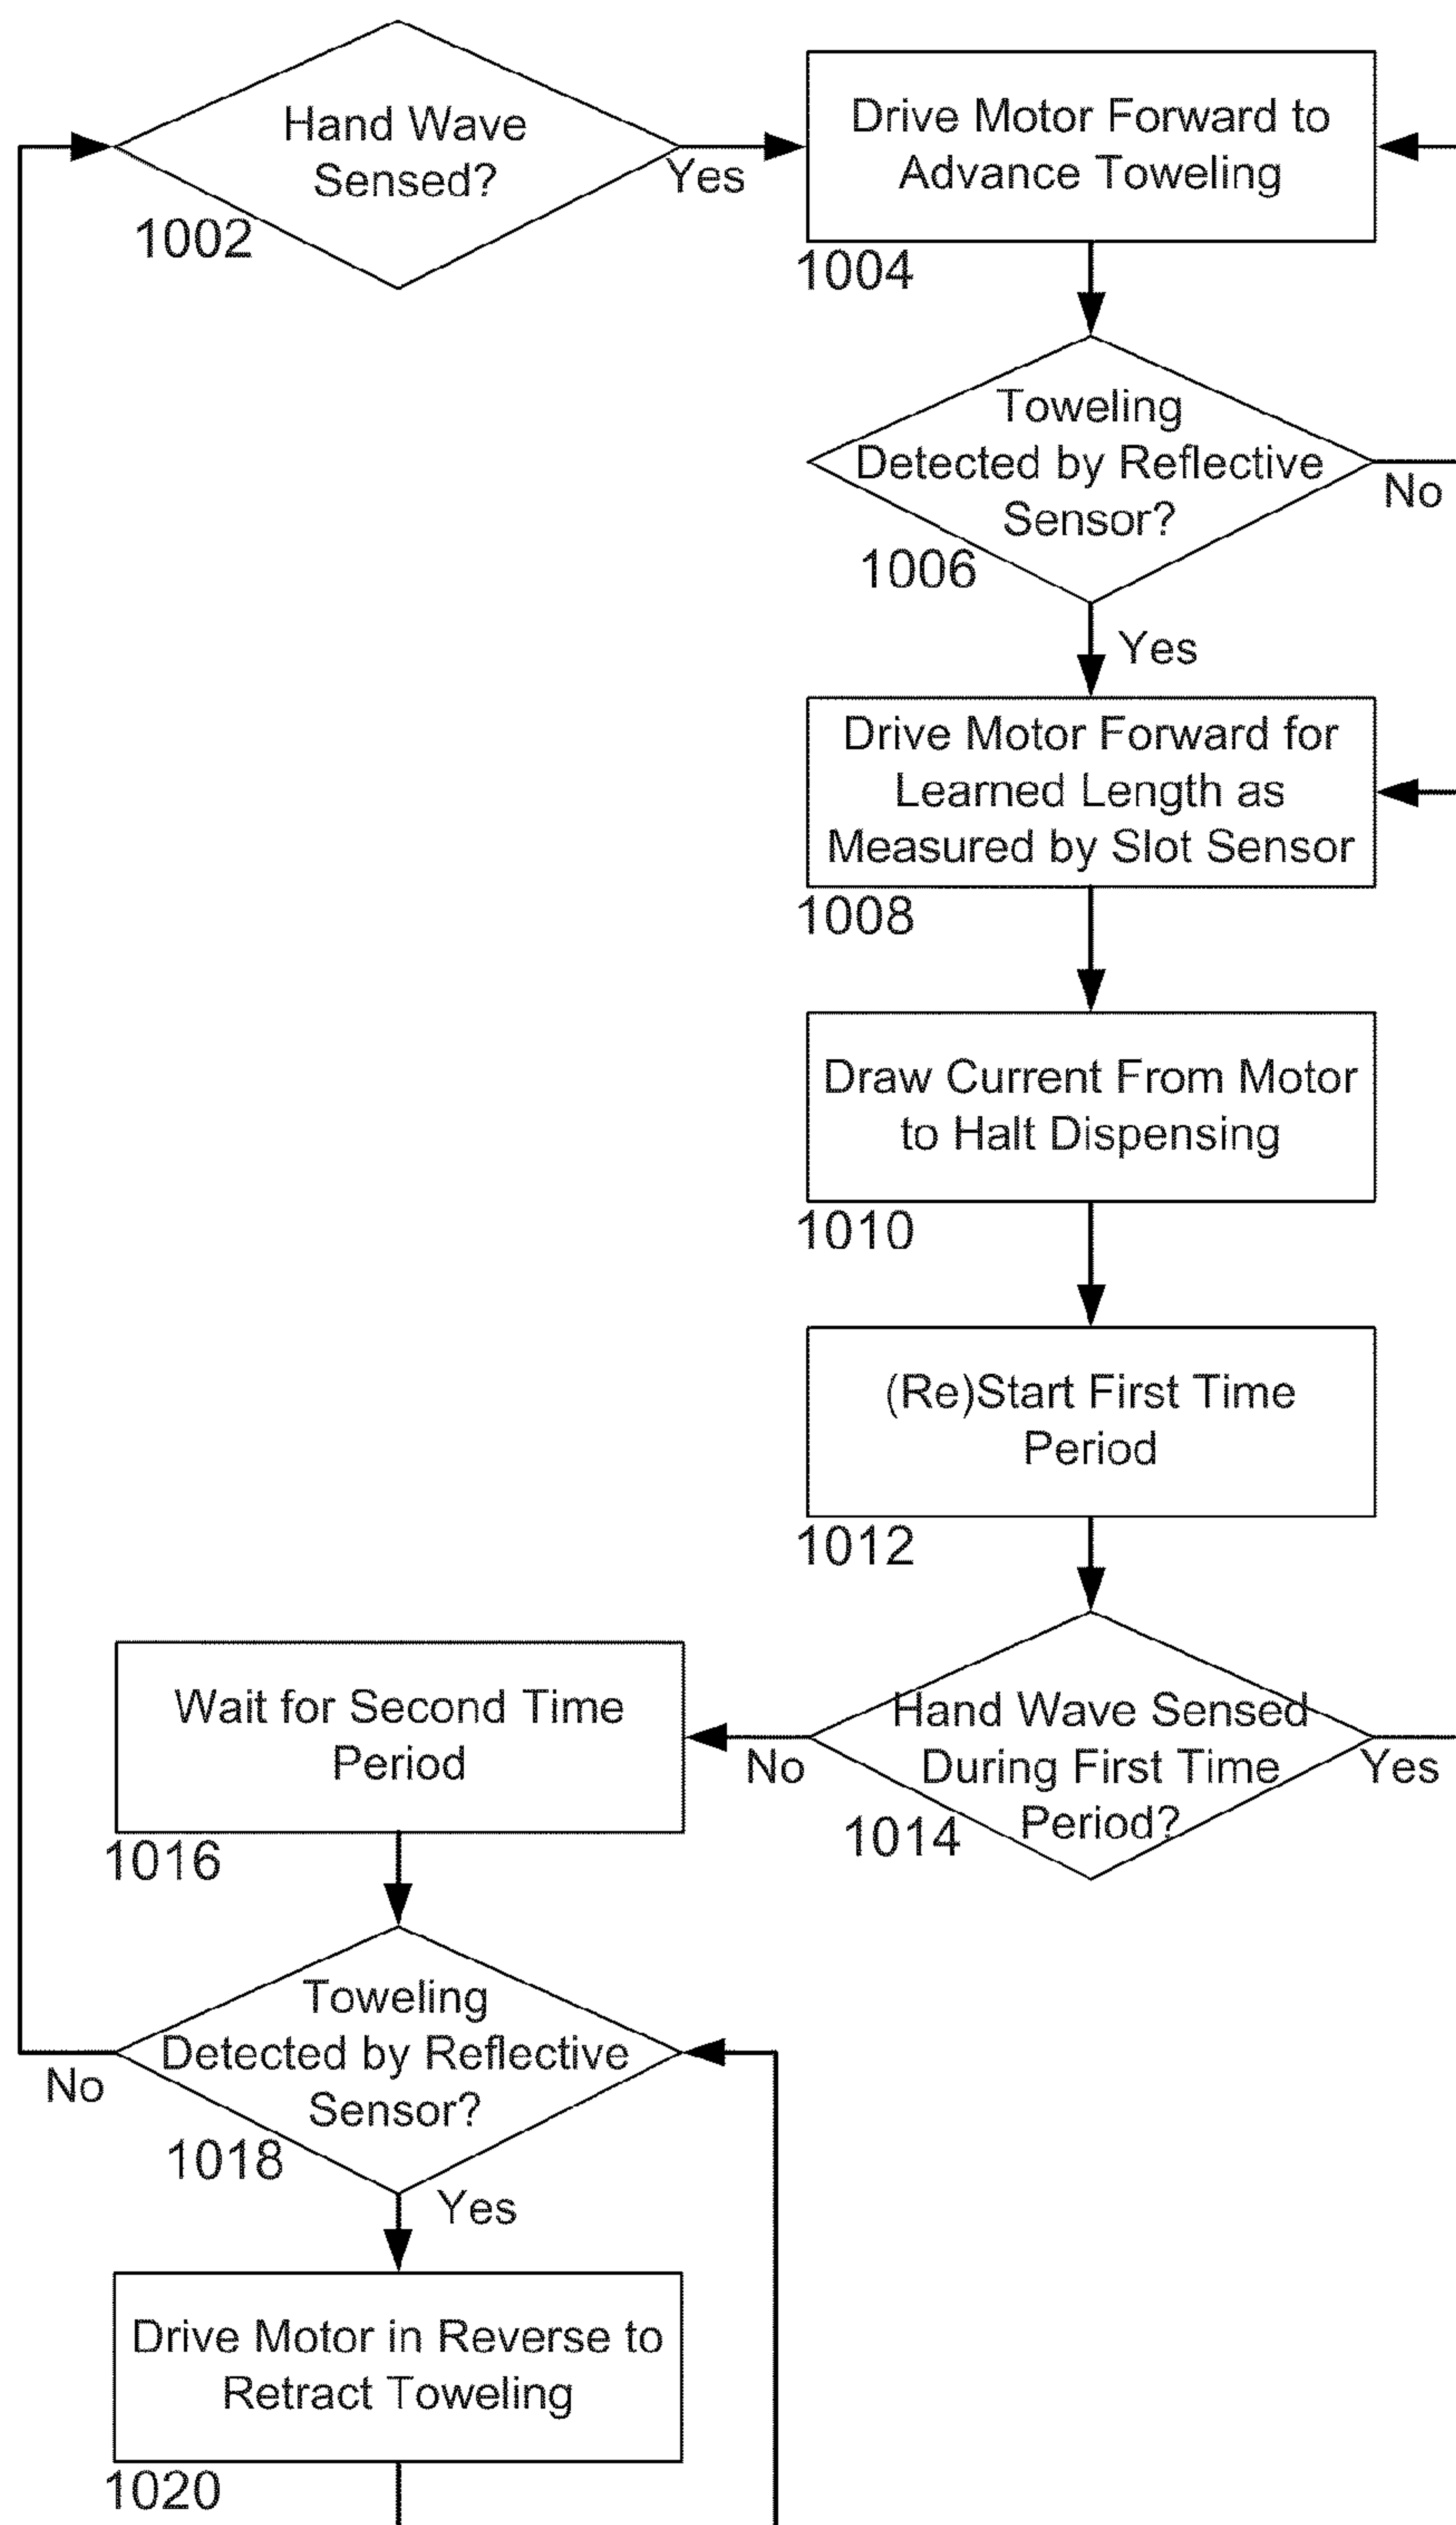 Hand Wave
Sensed?
Yes
1002
Drive Motor Forward to
Advance Toweling
1004
Toweling
Detected by Reflective
Sensor?
No
1006
Yes
Drive Motor Forward for
Learned Length as
Measured by Slot Sensor
1008
Draw Current From Motor
to Halt Dispensing
1010
(Re)Start First Time
Period
1012
Hand Wave Sensed
During First Time
Period?
No
Yes
1014
Wait for Second Time
Period
1016
Toweling
Detected by Reflective
Sensor?
No
1018
Yes
Drive Motor in Reverse to
Retract Toweling
1020